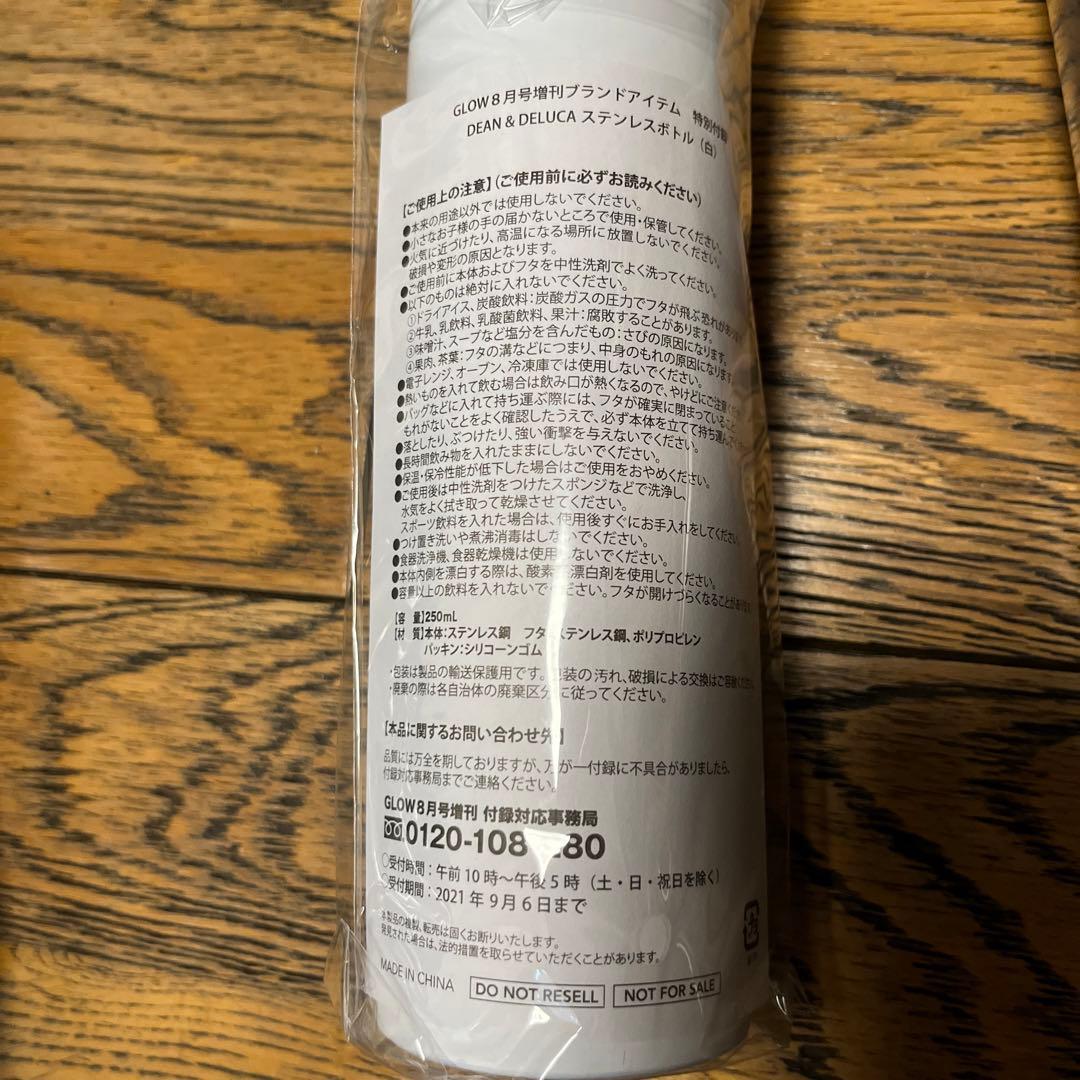 GLOW8月号増刊ブランドアイテム　特別付録
DEAN & DELUCA ステンレスボトル（白）
【ご使用上の注意】（ご使用前に必ずお読みください）
●本来の用途以外では使用しないでください。
●小さなお子様の手の届かないところで使用・保管してください。
●火気に近づけたり、高温になる場所に放置しないでください。
破損や変形の原因となります。
●ご使用前に本体およびフタを中性洗剤でよく洗ってください。
●以下のものは絶対に入れないでください。
①ドライアイス、炭酸飲料：炭酸ガスの圧力でフタが飛ぶ恐れがあり
②牛乳、乳飲料、乳酸菌飲料、果汁：腐敗することがあります。
③味噌汁、スープなど塩分を含んだもの：さびの原因になります。
④果肉、茶葉：フタの溝などにつまり、中身のもれの原因になります。
●電子レンジ、オーブン、冷凍庫では使用しないでください。
●熱いものを入れて飲む場合は飲み口が熱くなるので、やけどにご注意くだ
●バッグなどに入れて持ち運ぶ際には、フタが確実に閉まっていること、
もれがないことをよく確認したうえで、必ず本体を立てて持ち運んで
●落としたり、ぶつけたり、強い衝撃を与えないでください。
●長時間飲み物を入れたままにしないでください。
●保温・保冷性能が低下した場合はご使用をおやめください。
●ご使用後は中性洗剤をつけたスポンジなどで洗浄し、
水気をよく拭き取って乾燥させてください。
スポーツ飲料を入れた場合は、使用後すぐにお手入れをしてください。
●つけ置き洗いや煮沸消毒はしないでください。
●食器洗浄機、食器乾燥機は使用しないでください。
●本体内側を漂白する際は、酸素 漂白剤を使用してください。
●容量以上の飲料を入れないでください。フタが開けづらくなることがあり
【容　量】250mL
【材　質】本体：ステンレス鋼　フタ：ステンレス鋼、ポリプロピレン
パッキン：シリコーンゴム
・包装は製品の輸送保護用です。包装の汚れ、破損による交換はご容赦ください。
・廃棄の際は各自治体の廃棄区分に従ってください。
【本品に関するお問い合わせ先】
品質には万全を期しておりますが、万が一付録に不具合がありましたら、
付録対応事務局までご連絡ください。
GLOW8月号増刊 付録対応事務局
0120-108 80
○受付時間：午前10時〜午後5時（土・日・祝日を除く）
○受付期間：2021年9月6日まで
本製品の複製、転売は固くお断りいたします。
発見された場合は、法的措置を取らせていただくことがあります。
MADE IN CHINA
DO NOT RESELL
NOT FOR SALE